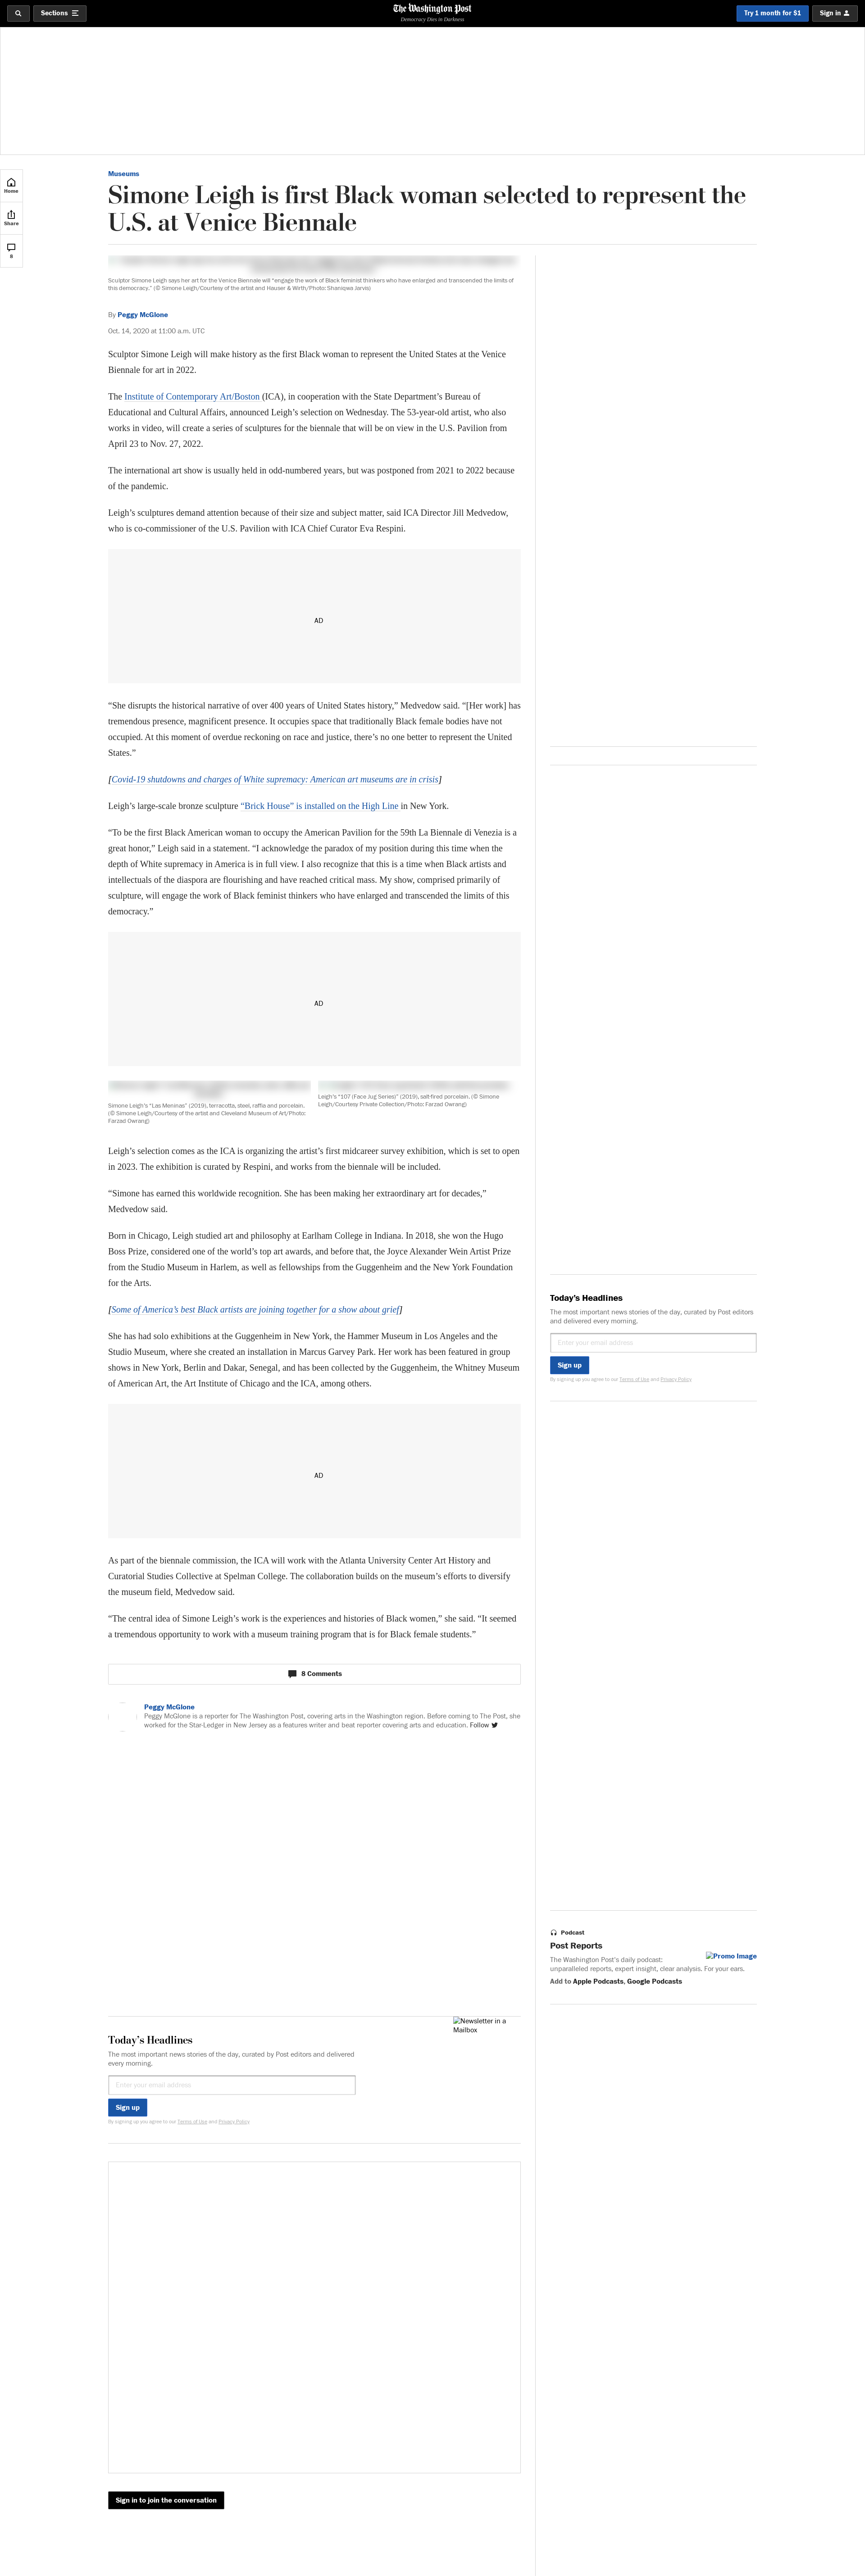 Sections
The Washington Post
Democracy Dies in Darkness
Try 1 month for $1
Sign in
Home
Share
8
Museums
Simone Leigh is first Black woman selected to represent the
U.S. at Venice Biennale
Sculptor Simone Leigh says her art for the Venice Biennale will “engage the work of Black feminist thinkers who have enlarged and transcended the limits of
this democracy.” (© Simone Leigh/Courtesy of the artist and Hauser & Wirth/Photo: Shaniqwa Jarvis)
By Peggy McGlone
Oct. 14, 2020 at 11:00 a.m. UTC
Sculptor Simone Leigh will make history as the first Black woman to represent the United States at the Venice
Biennale for art in 2022.
The Institute of Contemporary Art/Boston (ICA), in cooperation with the State Department’s Bureau of
Educational and Cultural Affairs, announced Leigh’s selection on Wednesday. The 53-year-old artist, who also
works in video, will create a series of sculptures for the biennale that will be on view in the U.S. Pavilion from
April 23 to Nov. 27, 2022.
The international art show is usually held in odd-numbered years, but was postponed from 2021 to 2022 because
of the pandemic.
Leigh’s sculptures demand attention because of their size and subject matter, said ICA Director Jill Medvedow,
who is co-commissioner of the U.S. Pavilion with ICA Chief Curator Eva Respini.
AD
“She disrupts the historical narrative of over 400 years of United States history,” Medvedow said. “[Her work] has
tremendous presence, magnificent presence. It occupies space that traditionally Black female bodies have not
occupied. At this moment of overdue reckoning on race and justice, there’s no one better to represent the United
States.”
[Covid-19 shutdowns and charges of White supremacy: American art museums are in crisis]
Leigh’s large-scale bronze sculpture “Brick House” is installed on the High Line in New York.
“To be the first Black American woman to occupy the American Pavilion for the 59th La Biennale di Venezia is a
great honor,” Leigh said in a statement. “I acknowledge the paradox of my position during this time when the
depth of White supremacy in America is in full view. I also recognize that this is a time when Black artists and
intellectuals of the diaspora are flourishing and have reached critical mass. My show, comprised primarily of
sculpture, will engage the work of Black feminist thinkers who have enlarged and transcended the limits of this
democracy.”
AD
Simone Leigh’s “Las Meninas” (2019), terracotta, steel, raffia and porcelain.
(© Simone Leigh/Courtesy of the artist and Cleveland Museum of Art/Photo:
Farzad Owrang)
Leigh’s “107 (Face Jug Series)” (2019), salt-fired porcelain. (© Simone
Leigh/Courtesy Private Collection/Photo: Farzad Owrang)
Leigh’s selection comes as the ICA is organizing the artist’s first midcareer survey exhibition, which is set to open
in 2023. The exhibition is curated by Respini, and works from the biennale will be included.
“Simone has earned this worldwide recognition. She has been making her extraordinary art for decades,”
Medvedow said.
Born in Chicago, Leigh studied art and philosophy at Earlham College in Indiana. In 2018, she won the Hugo
Boss Prize, considered one of the world’s top art awards, and before that, the Joyce Alexander Wein Artist Prize
from the Studio Museum in Harlem, as well as fellowships from the Guggenheim and the New York Foundation
for the Arts.
[Some of America’s best Black artists are joining together for a show about grief]
She has had solo exhibitions at the Guggenheim in New York, the Hammer Museum in Los Angeles and the
Studio Museum, where she created an installation in Marcus Garvey Park. Her work has been featured in group
shows in New York, Berlin and Dakar, Senegal, and has been collected by the Guggenheim, the Whitney Museum
of American Art, the Art Institute of Chicago and the ICA, among others.
AD
As part of the biennale commission, the ICA will work with the Atlanta University Center Art History and
Curatorial Studies Collective at Spelman College. The collaboration builds on the museum’s efforts to diversify
the museum field, Medvedow said.
“The central idea of Simone Leigh’s work is the experiences and histories of Black women,” she said. “It seemed
a tremendous opportunity to work with a museum training program that is for Black female students.”
8 Comments
Peggy McGlone
Peggy McGlone is a reporter for The Washington Post, covering arts in the Washington region. Before coming to The Post, she
worked for the Star-Ledger in New Jersey as a features writer and beat reporter covering arts and education. Follow
Newsletter in a
Mailbox
Today’s Headlines
The most important news stories of the day, curated by Post editors and delivered
every morning.
Enter your email address
Sign up
By signing up you agree to our Terms of Use and Privacy Policy
Sign in to join the conversation
Today’s Headlines
The most important news stories of the day, curated by Post editors
and delivered every morning.
Enter your email address
Sign up
By signing up you agree to our Terms of Use and Privacy Policy
Podcast
Post Reports
Promo Image
The Washington Post’s daily podcast:
unparalleled reports, expert insight, clear analysis. For your ears.
Add to Apple Podcasts, Google Podcasts